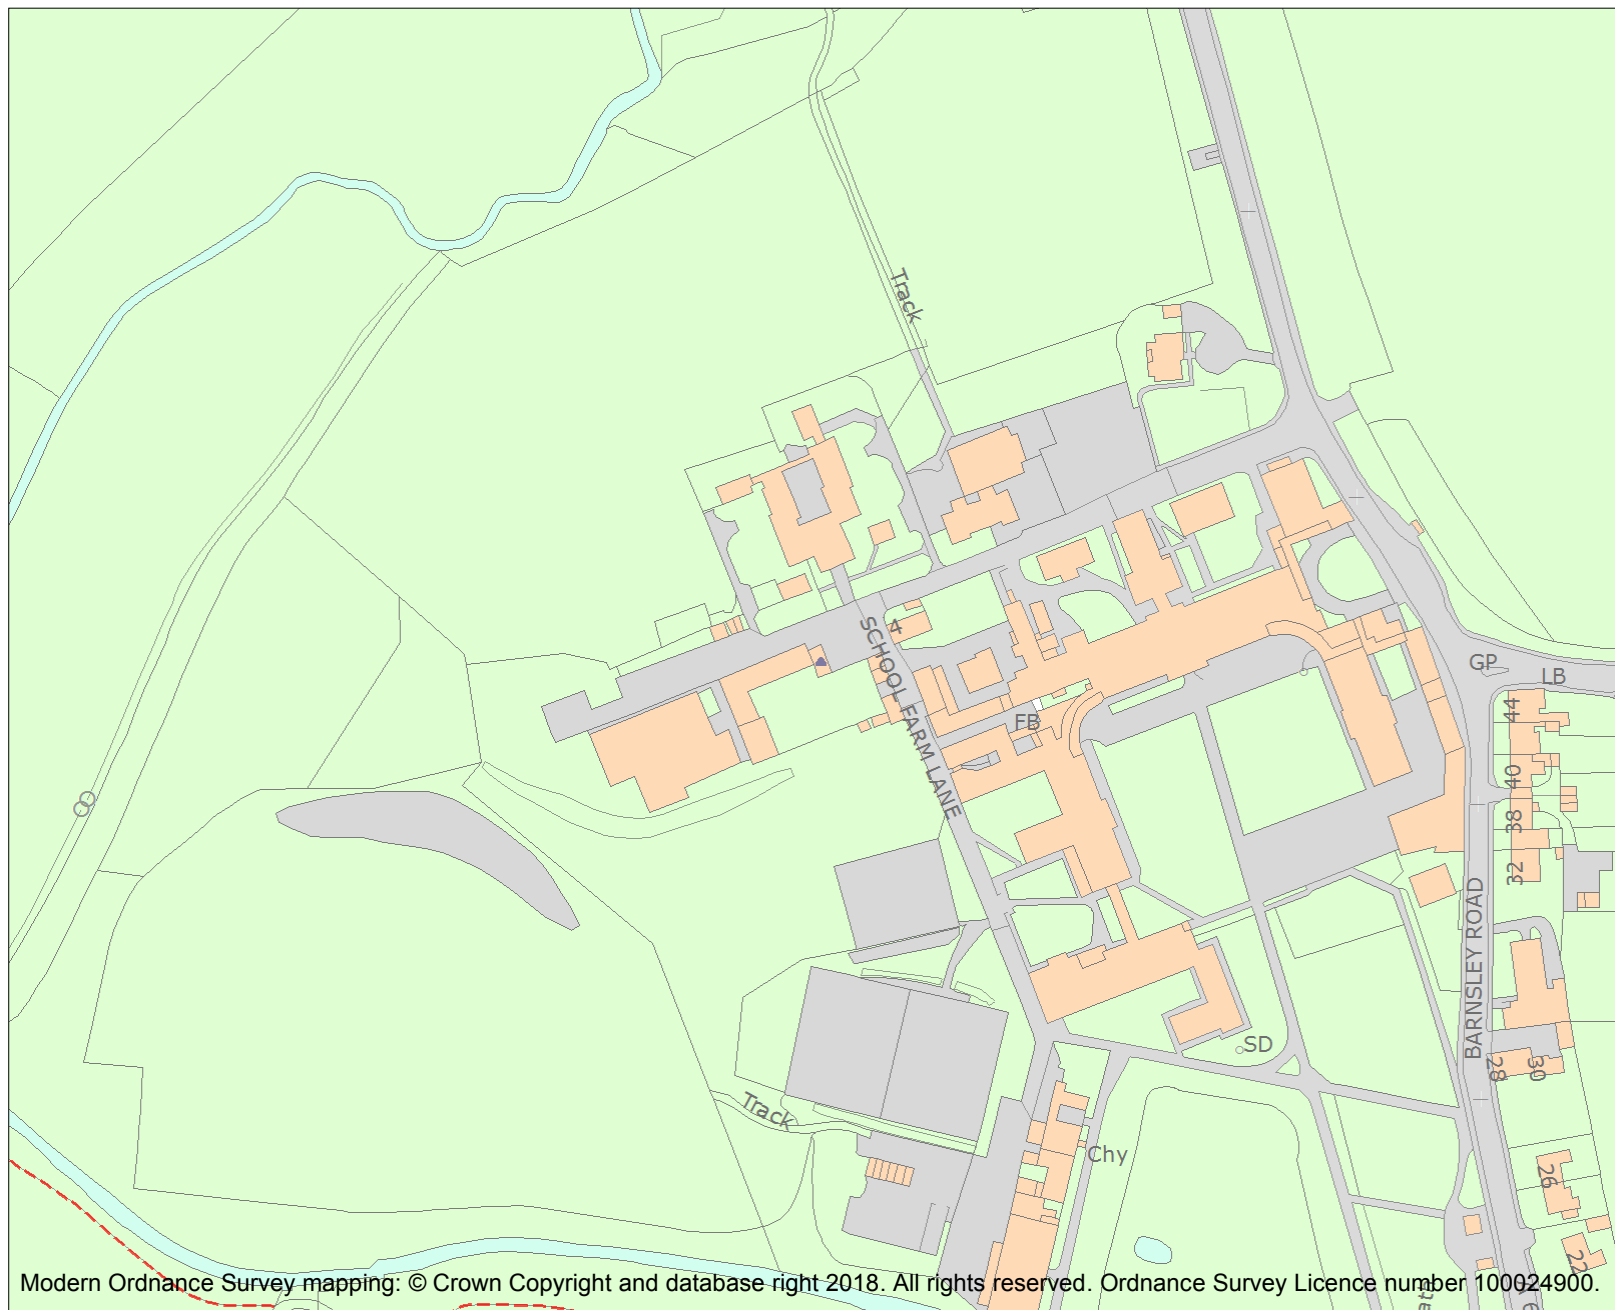 Track
4
SCHOOL FARM LANE
GP
LB
44
FB
40
38
32
BARNSLEY ROAD
SD
28
30
Track
Chy
26
22
Modern Ordnance Survey mapping: © Crown Copyright and database right 2018. All rights reserved. Ordnance Survey Licence number 100024900.